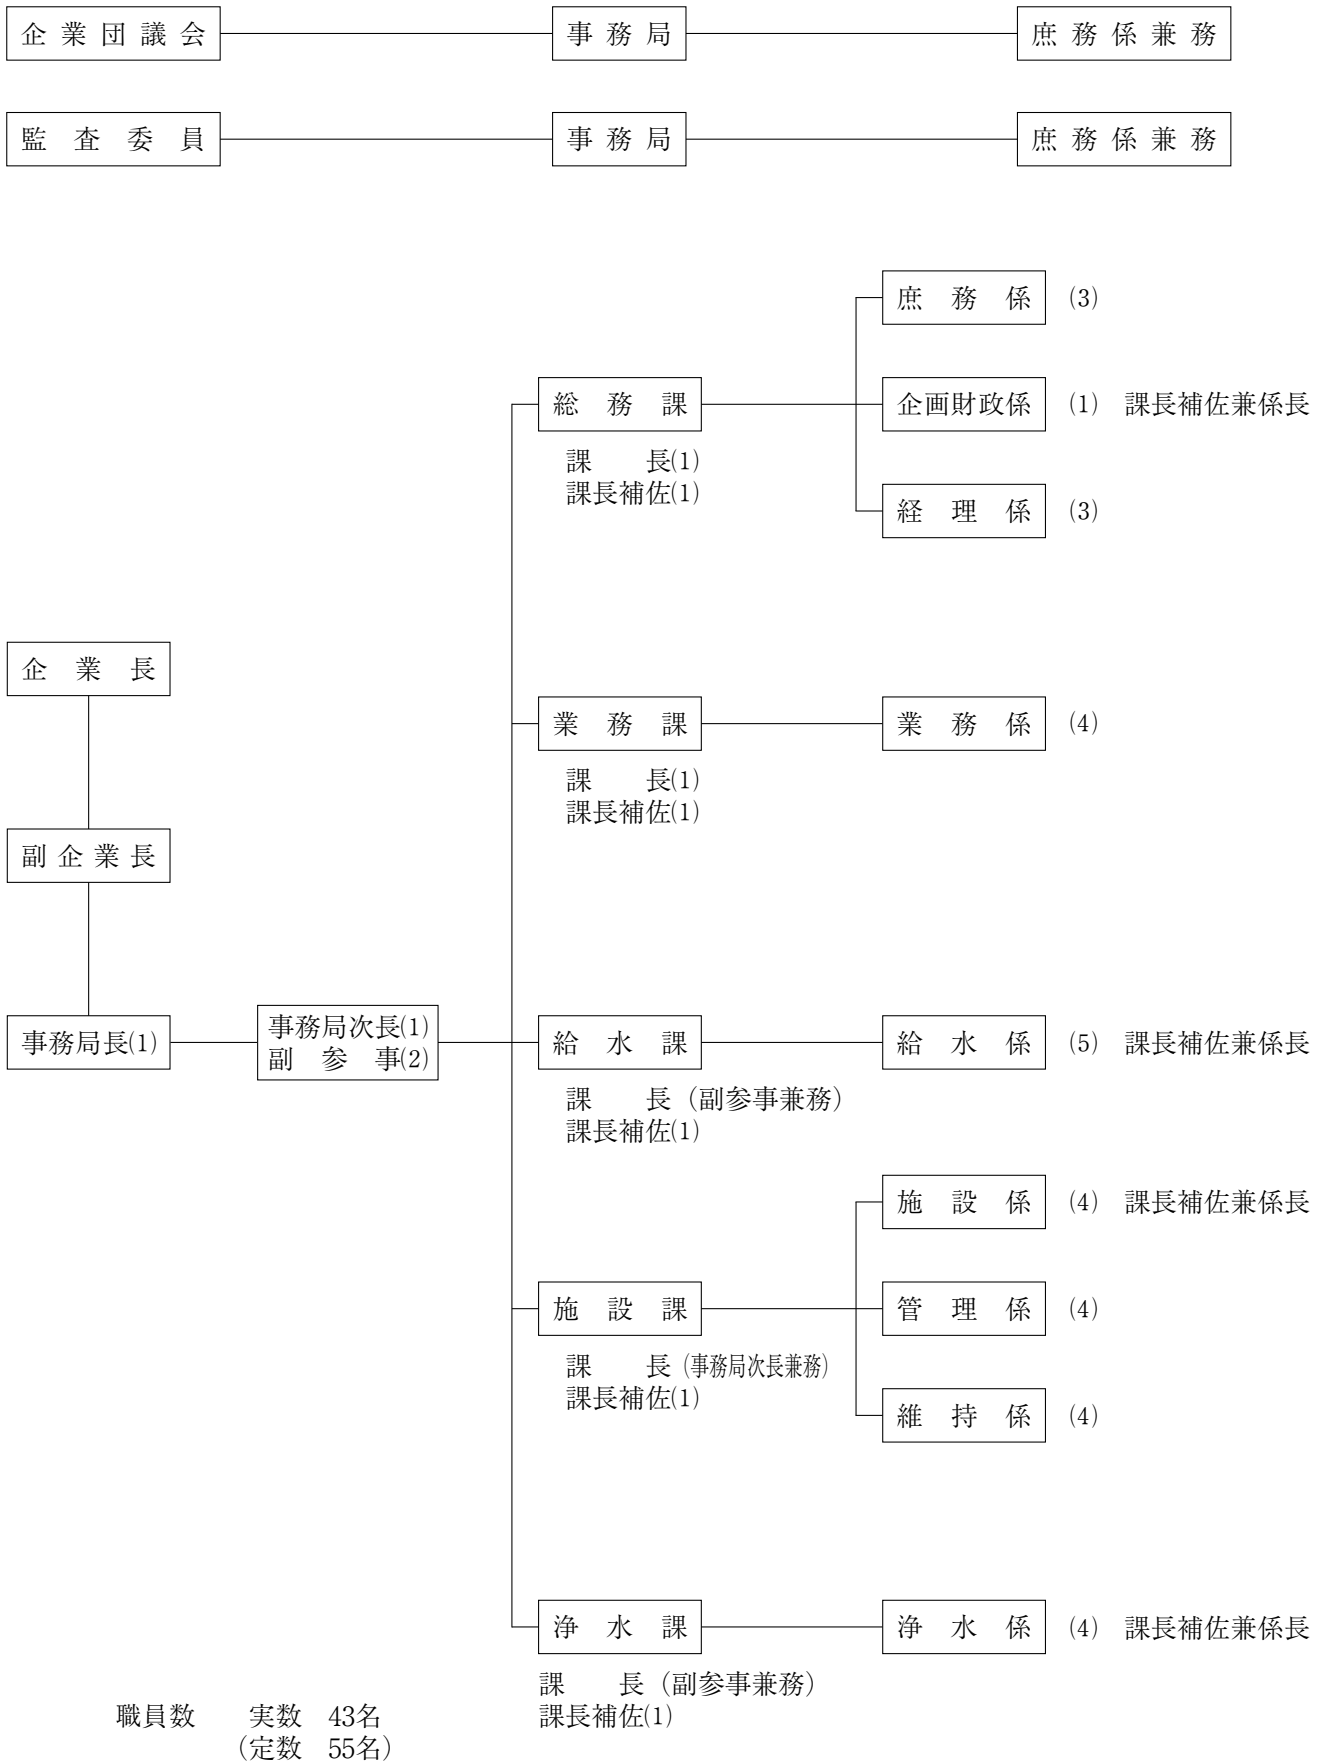 企業団議会 事務局 庶務係兼務
監査委員 事務局 庶務係兼務
庶務係 (3)
総務課 企画財政係 (1) 課長補佐兼係長
課　　長(1)
課長補佐(1)
経理係 (3)
企業長
業務課 業務係 (4)
課　　長(1)
課長補佐(1)
副企業長
事務局長(1)
事務局次長(1)
副参事(2)
給水課 給水係 (5) 課長補佐兼係長
課　　長（副参事兼務）
課長補佐(1)
施設係 (4) 課長補佐兼係長
施設課 管理係 (4)
課　　長（事務局次長兼務）
課長補佐(1)
維持係 (4)
浄水課 浄水係 (4) 課長補佐兼係長
課　　長（副参事兼務）
課長補佐(1)
職員数　実数　43名
（定数　55名）